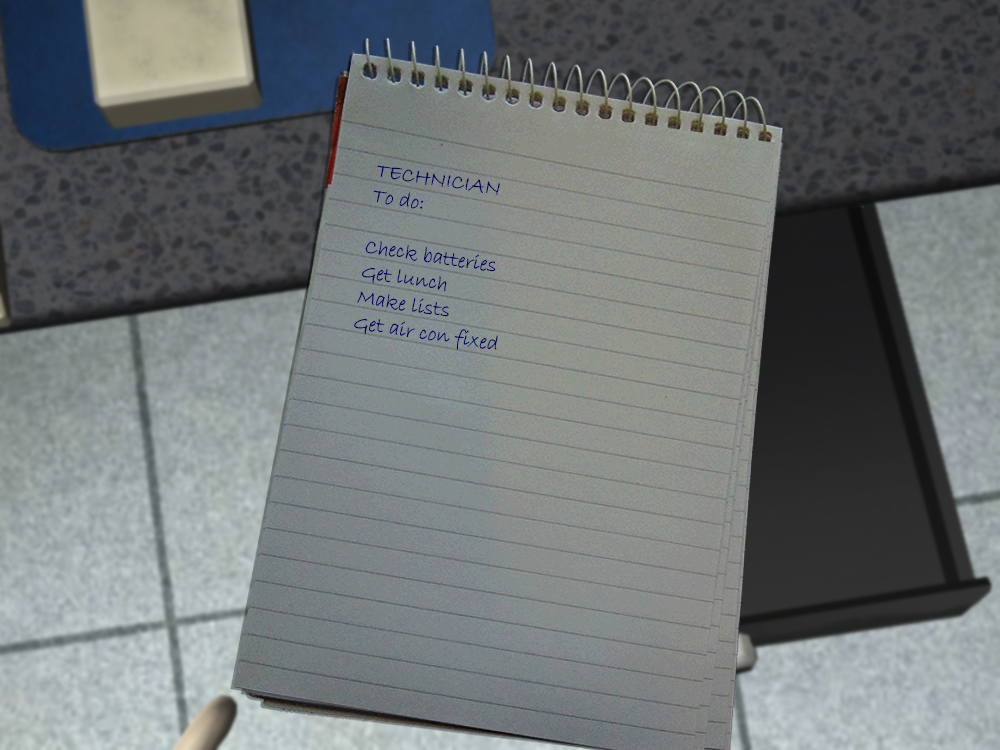 TECHNICIAN
To do:
Check batteries
Get lunch
Make lists
Get air con fixed